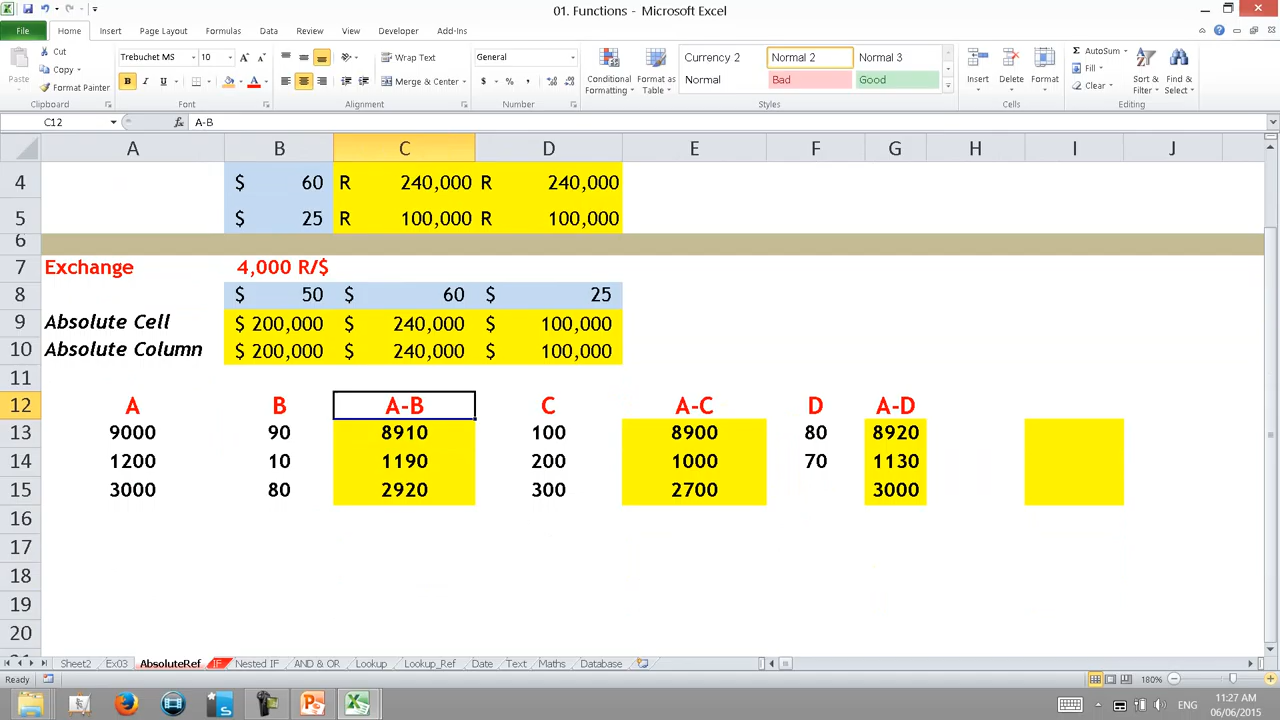 01. Functions - Microsoft Excel
File Home Insert Page Layout Formulas Data Review View Developer Add-Ins
Paste Cut Copy Format Painter
Clipboard
Trebuchet MS 10
B I U
Font
Wrap Text
Merge & Center
Alignment
General
$ % ,
Number
Conditional Formatting Format as Table
Currency 2 Normal 2 Normal 3
Normal Bad Good
Styles
Insert Delete Format
Cells
AutoSum Fill Clear
Sort & Filter Find & Select
Editing
C12 fx A-B
A B C D E F G H I J
4 $ 60 R 240,000 R 240,000
5 $ 25 R 100,000 R 100,000
6
7 Exchange 4,000 R/$
8 $ 50 $ 60 $ 25
9 Absolute Cell $ 200,000 $ 240,000 $ 100,000
10 Absolute Column $ 200,000 $ 240,000 $ 100,000
11
12 A B A-B C A-C D A-D
13 9000 90 8910 100 8900 80 8920
14 1200 10 1190 200 1000 70 1130
15 3000 80 2920 300 2700 3000
16
17
18
19
20
Sheet2 Ex03 AbsoluteRef IF Nested IF AND & OR Lookup Lookup_Ref Date Text Maths Database
Ready 180%
ENG 11:27 AM
06/06/2015